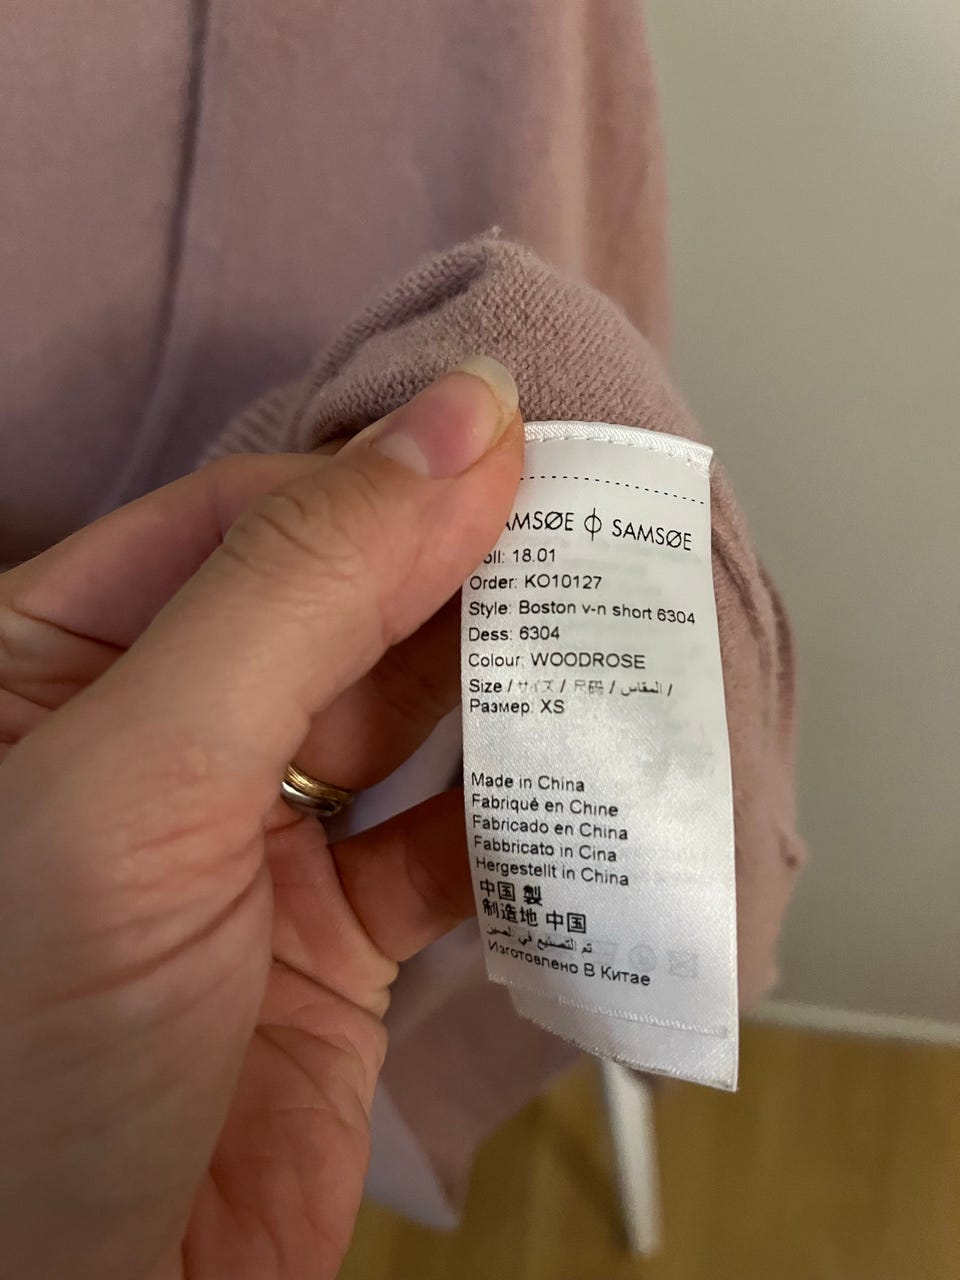 AMSØE ϕ SAMSØE
oll: 18.01
Order: KO10127
Style: Boston v-n short 6304
Dess: 6304
Colour: WOODROSE
Size / サイズ / 尺码 / المقاس /
Размер: XS
Made in China
Fabriqué en Chine
Fabricado en China
Fabbricato in Cina
Hergestellt in China
中国 製
制造地 中国
تم التصنيع في الصين
Изготовлено В Китае